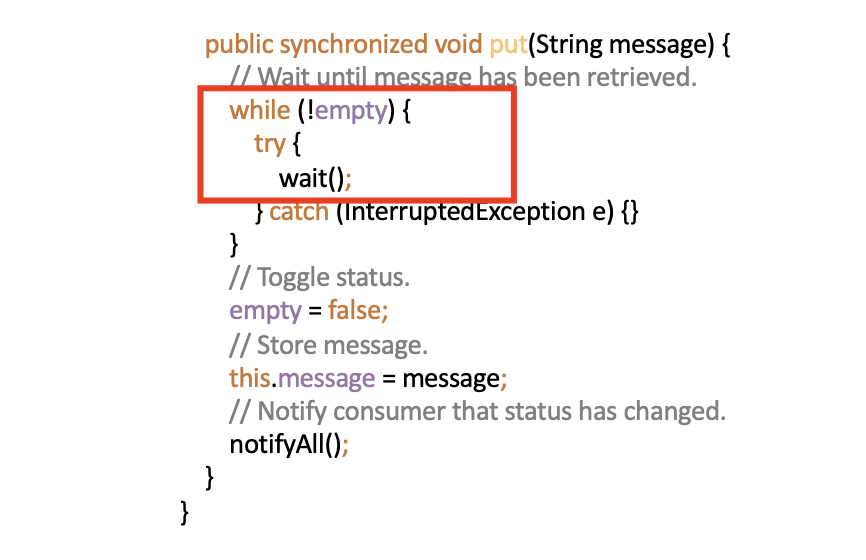 public synchronized void put(String message) {
// Wait until message has been retrieved.
while (!empty) {
try {
wait();
} catch (InterruptedException e) {}
}
// Toggle status.
empty = false;
// Store message.
this.message = message;
// Notify consumer that status has changed.
notifyAll();
}
}